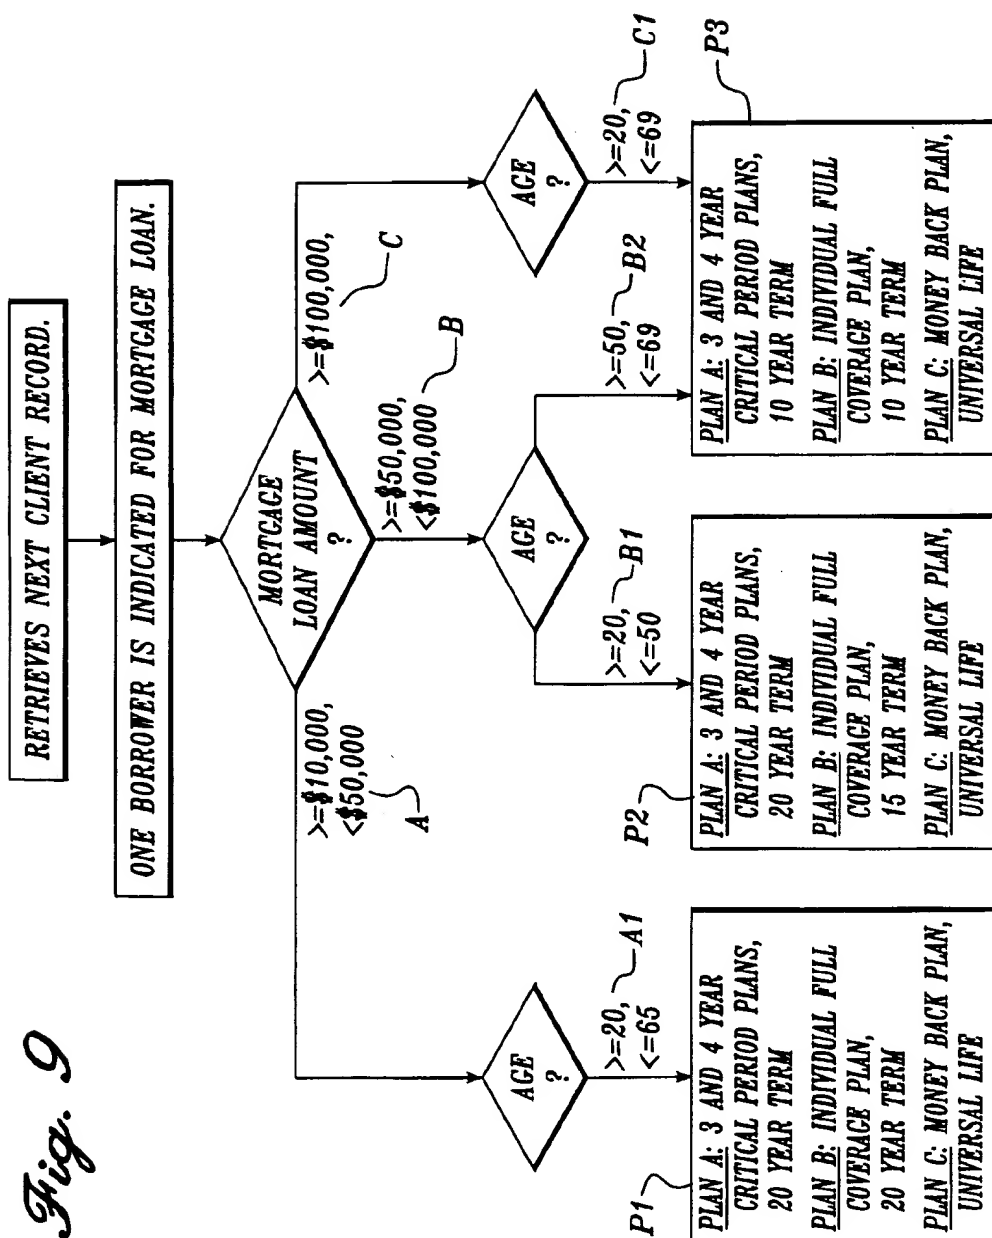 RETRIEVES NEXT CLIENT RECORD.
ONE BORROWER IS INDICATED FOR MORTGAGE LOAN.
MORTGAGE
LOAN AMOUNT
?
>=$10,000,
<$50,000
A
>=$50,000,
<$100,000
B
>=$100,000,
C
AGE
?
>=20,
<=65
A1
AGE
?
>=20,
<=50
B1
>=50,
<=69
B2
AGE
?
>=20,
<=69
C1
P1
PLAN A: 3 AND 4 YEAR
CRITICAL PERIOD PLANS,
20 YEAR TERM
PLAN B: INDIVIDUAL FULL
COVERAGE PLAN,
20 YEAR TERM
PLAN C: MONEY BACK PLAN,
UNIVERSAL LIFE
P2
PLAN A: 3 AND 4 YEAR
CRITICAL PERIOD PLANS,
20 YEAR TERM
PLAN B: INDIVIDUAL FULL
COVERAGE PLAN,
15 YEAR TERM
PLAN C: MONEY BACK PLAN,
UNIVERSAL LIFE
P3
PLAN A: 3 AND 4 YEAR
CRITICAL PERIOD PLANS,
10 YEAR TERM
PLAN B: INDIVIDUAL FULL
COVERAGE PLAN,
10 YEAR TERM
PLAN C: MONEY BACK PLAN,
UNIVERSAL LIFE
Fig. 9